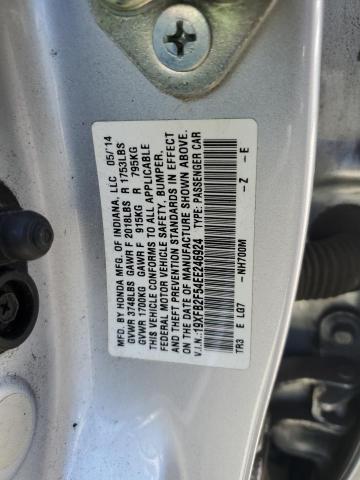 MFD. BY HONDA MFG. OF INDIANA, LLC 05/'14
GVWR 3748LBS GAWR F 2018LBS R 1753LBS
GVWR 1700KG GAWR F 915KG R 795KG
THIS VEHICLE CONFORMS TO ALL APPLICABLE
FEDERAL MOTOR VEHICLE SAFETY, BUMPER,
AND THEFT PREVENTION STANDARDS IN EFFECT
ON THE DATE OF MANUFACTURE SHOWN ABOVE.
V.I.N.:19XFB2F54EE246924 TYPE: PASSENGER CAR
TR3 E LG7 -NH700M -Z -E